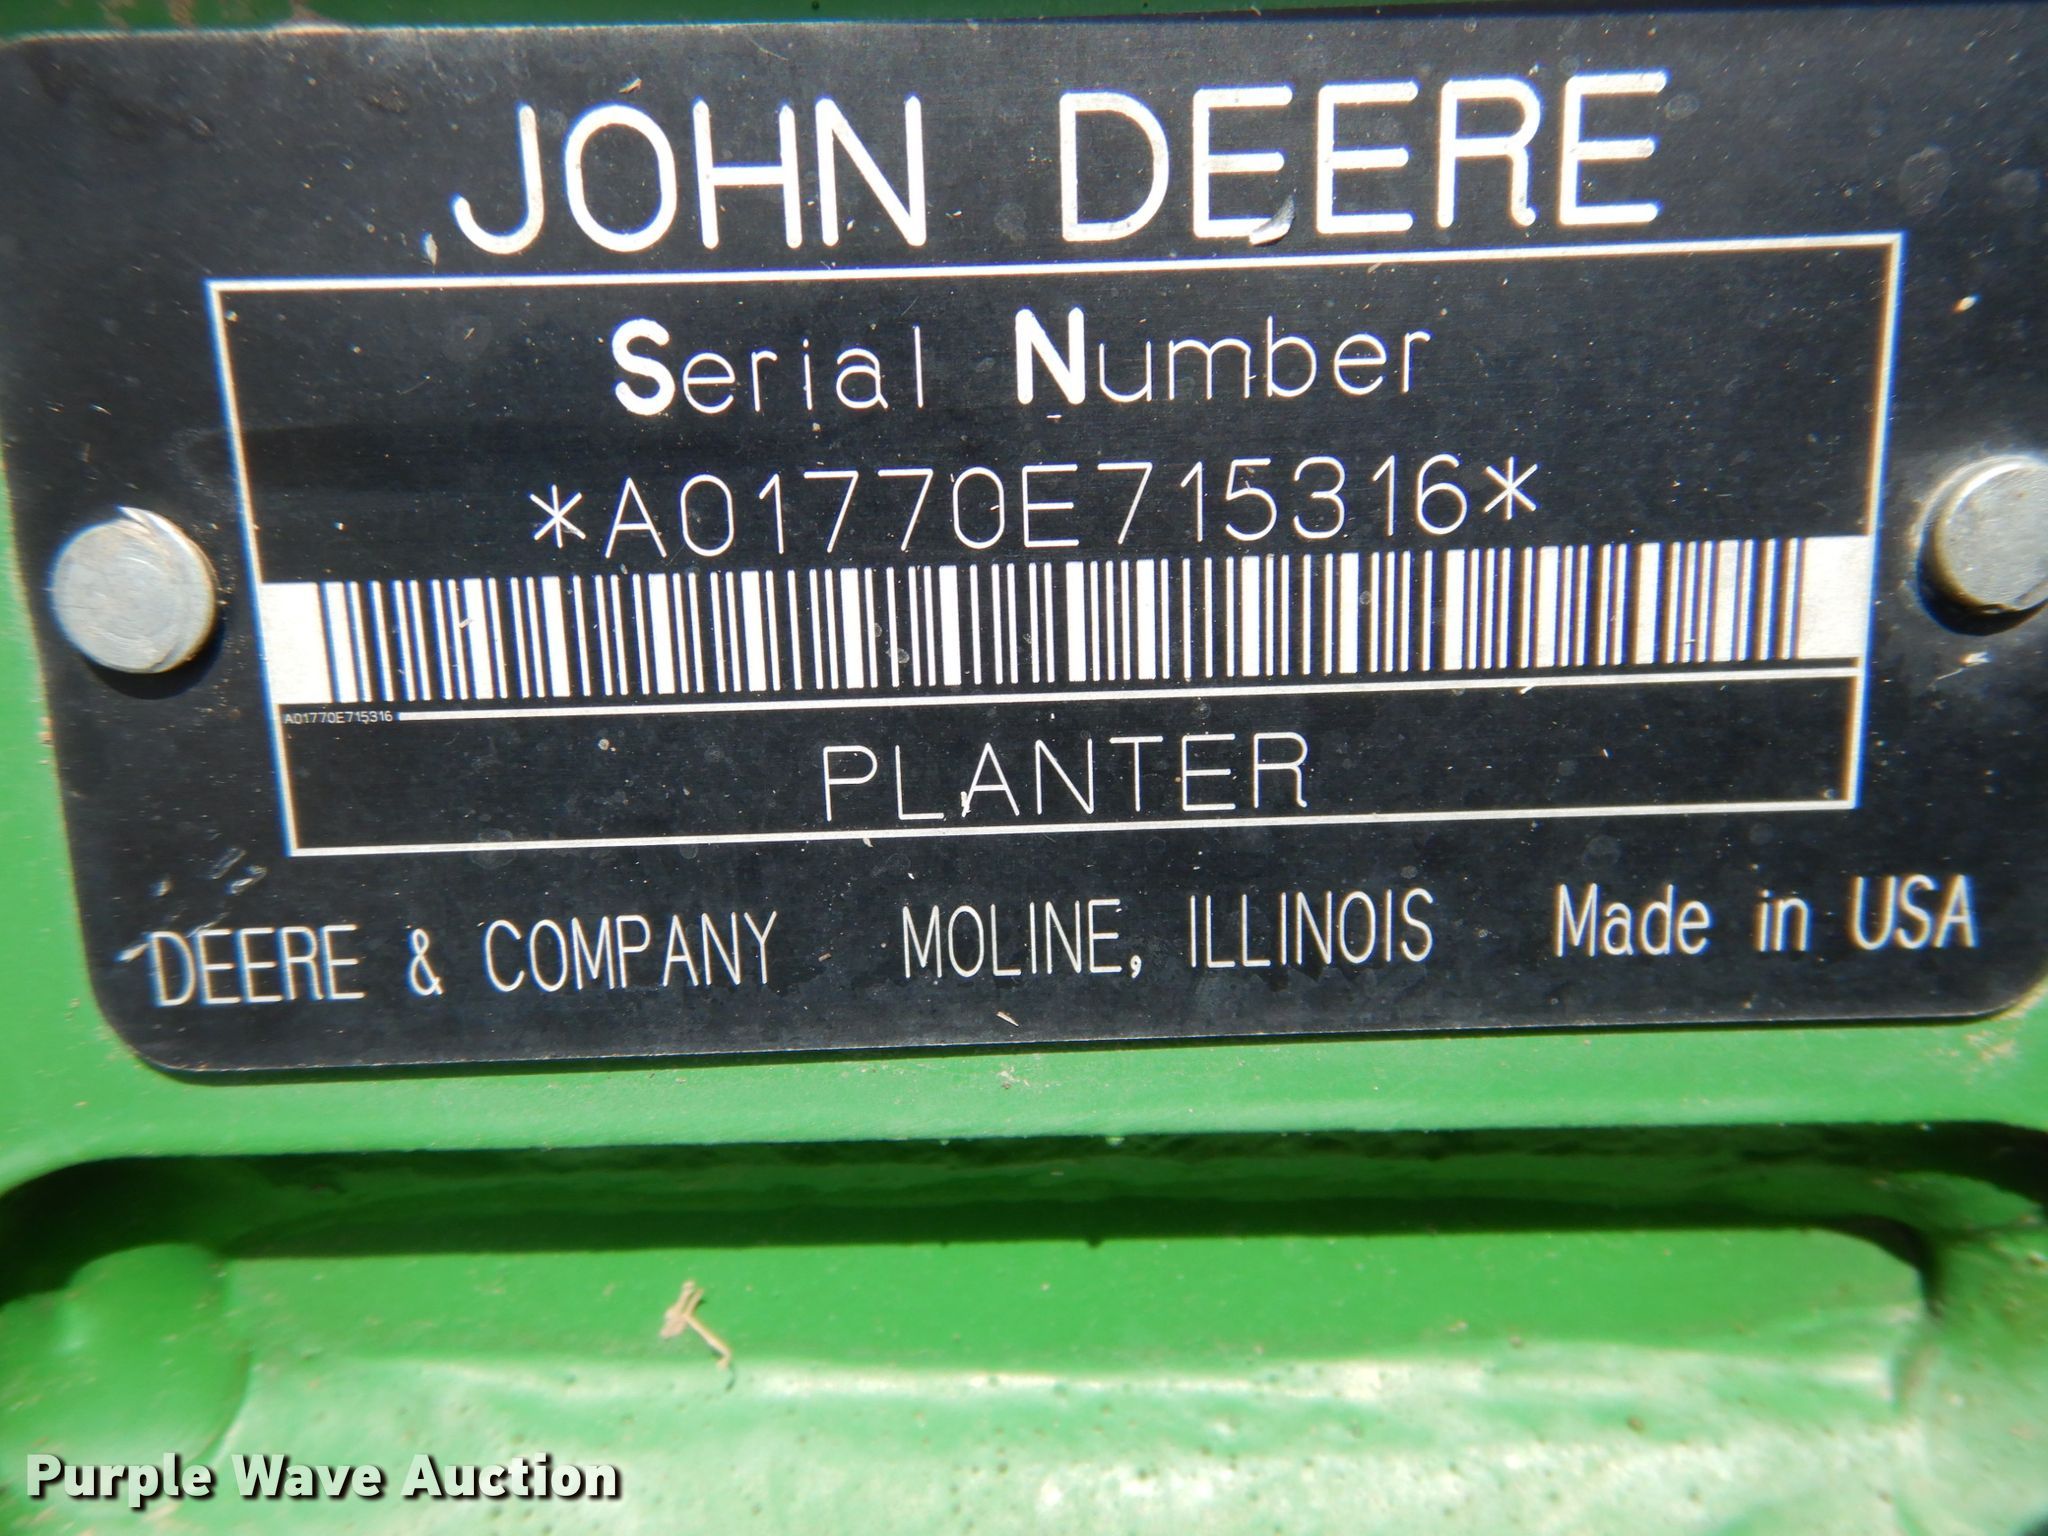 JOHN DEERE
Serial Number
*A01770E715316*
A01770E715316
PLANTER
DEERE & COMPANY MOLINE, ILLINOIS Made in USA
Purple Wave Auction